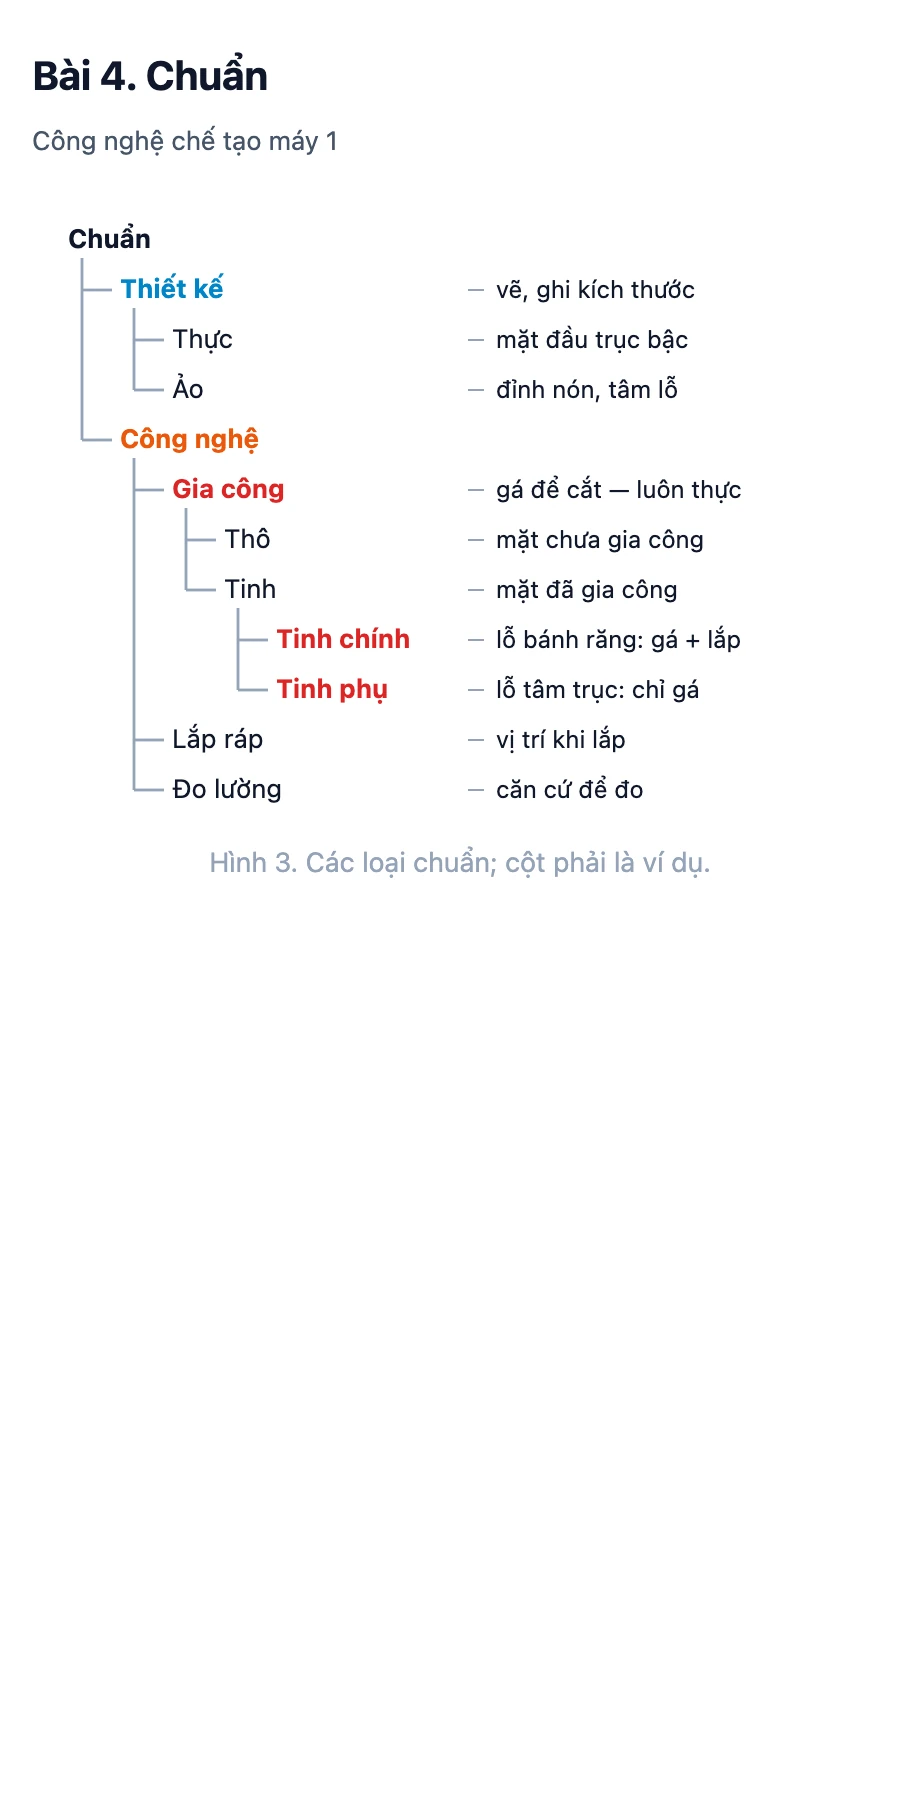 Bài 4. Chuẩn
Công nghệ chế tạo máy 1
Chuẩn
Thiết kế — vẽ, ghi kích thước
Thực — mặt đầu trục bậc
Ảo — đỉnh nón, tâm lỗ
Công nghệ
Gia công — gá để cắt — luôn thực
Thô — mặt chưa gia công
Tinh — mặt đã gia công
Tinh chính — lỗ bánh răng: gá + lắp
Tinh phụ — lỗ tâm trục: chỉ gá
Lắp ráp — vị trí khi lắp
Đo lường — căn cứ để đo
Hình 3. Các loại chuẩn; cột phải là ví dụ.